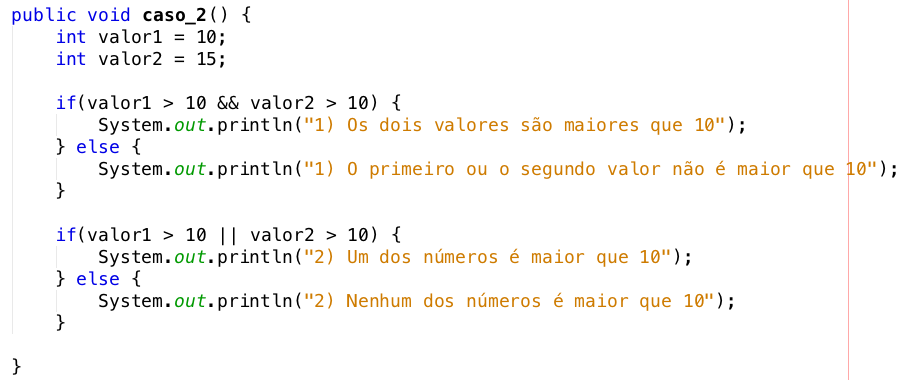 public void caso_2() {
    int valor1 = 10;
    int valor2 = 15;

    if(valor1 > 10 && valor2 > 10) {
        System.out.println("1) Os dois valores são maiores que 10");
    } else {
        System.out.println("1) O primeiro ou o segundo valor não é maior que 10");
    }

    if(valor1 > 10 || valor2 > 10) {
        System.out.println("2) Um dos números é maior que 10");
    } else {
        System.out.println("2) Nenhum dos números é maior que 10");
    }

}